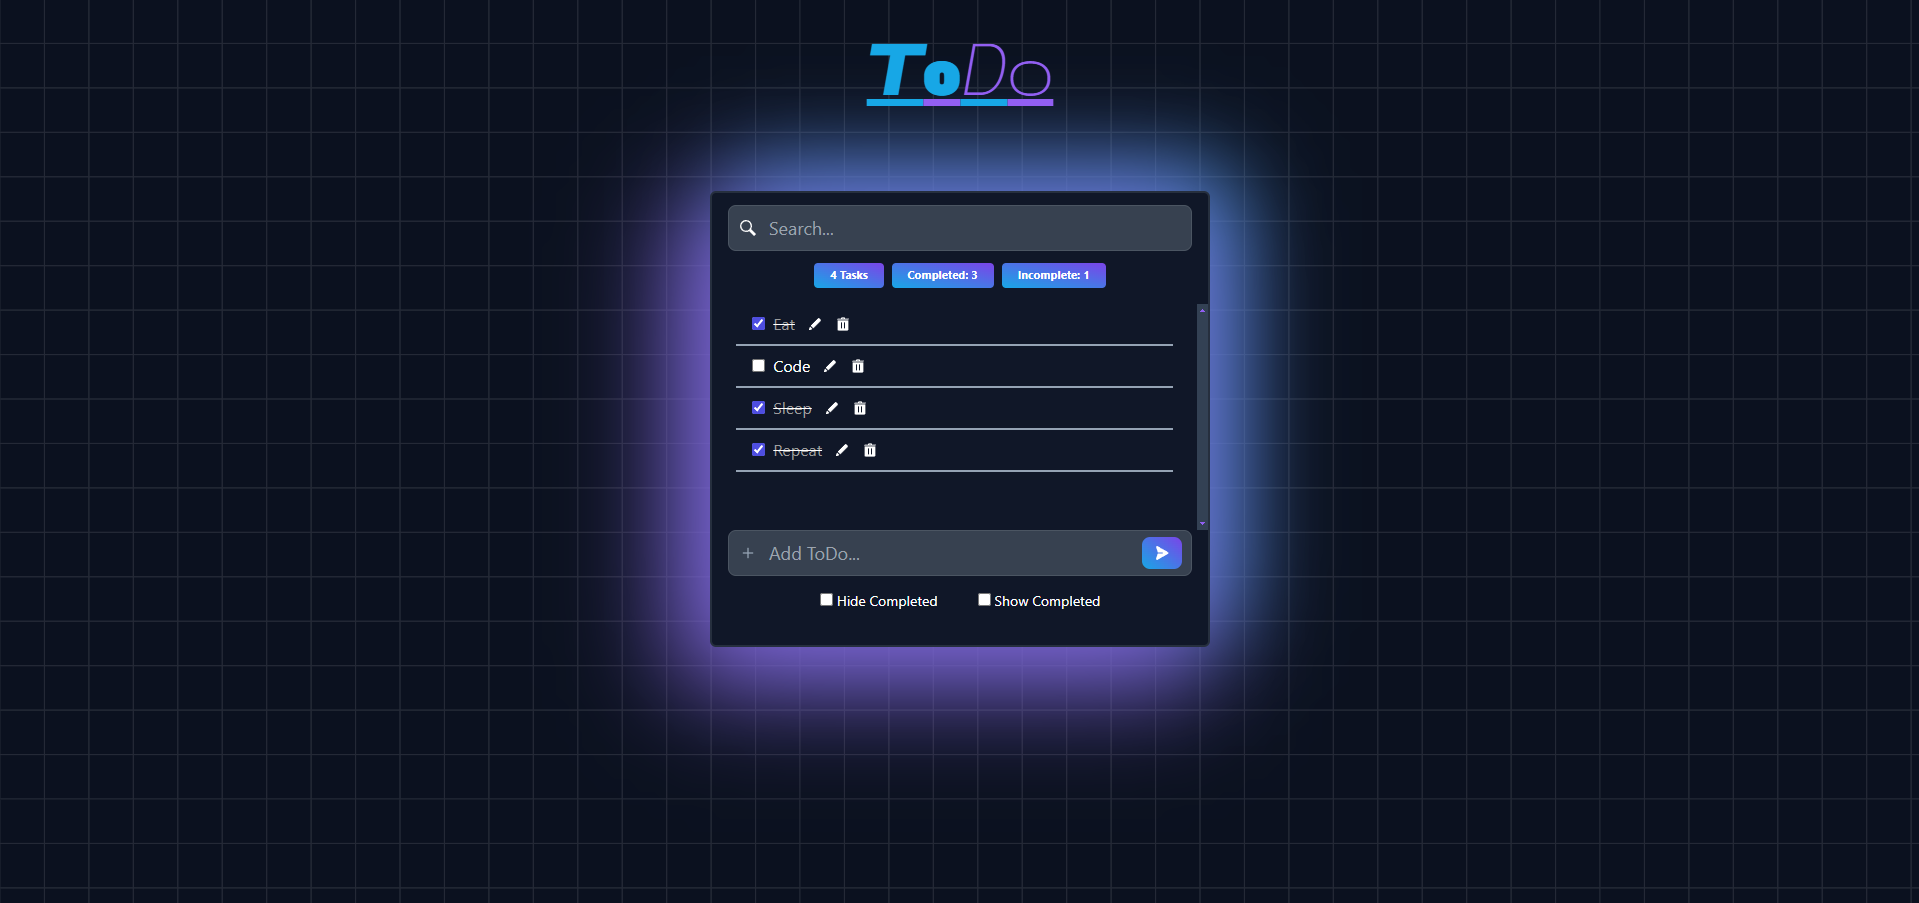 ToDo
Search...
4 Tasks Completed: 3 Incomplete: 1
Eat
Code
Sleep
Repeat
Add ToDo...
Hide Completed Show Completed